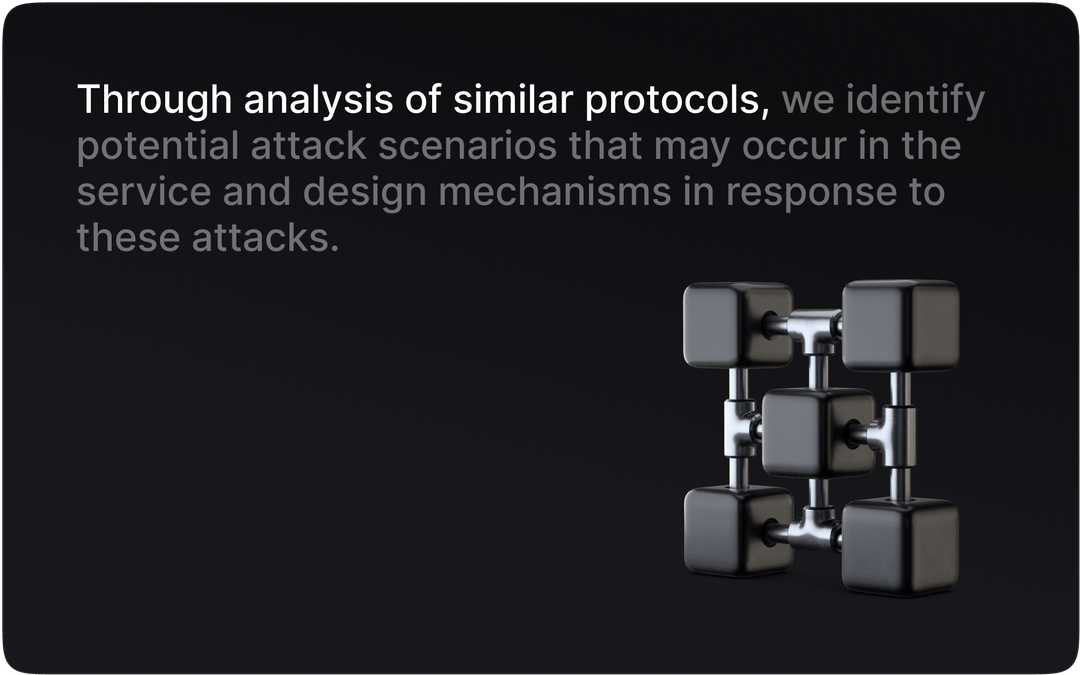 Through analysis of similar protocols, we identify
potential attack scenarios that may occur in the
service and design mechanisms in response to
these attacks.